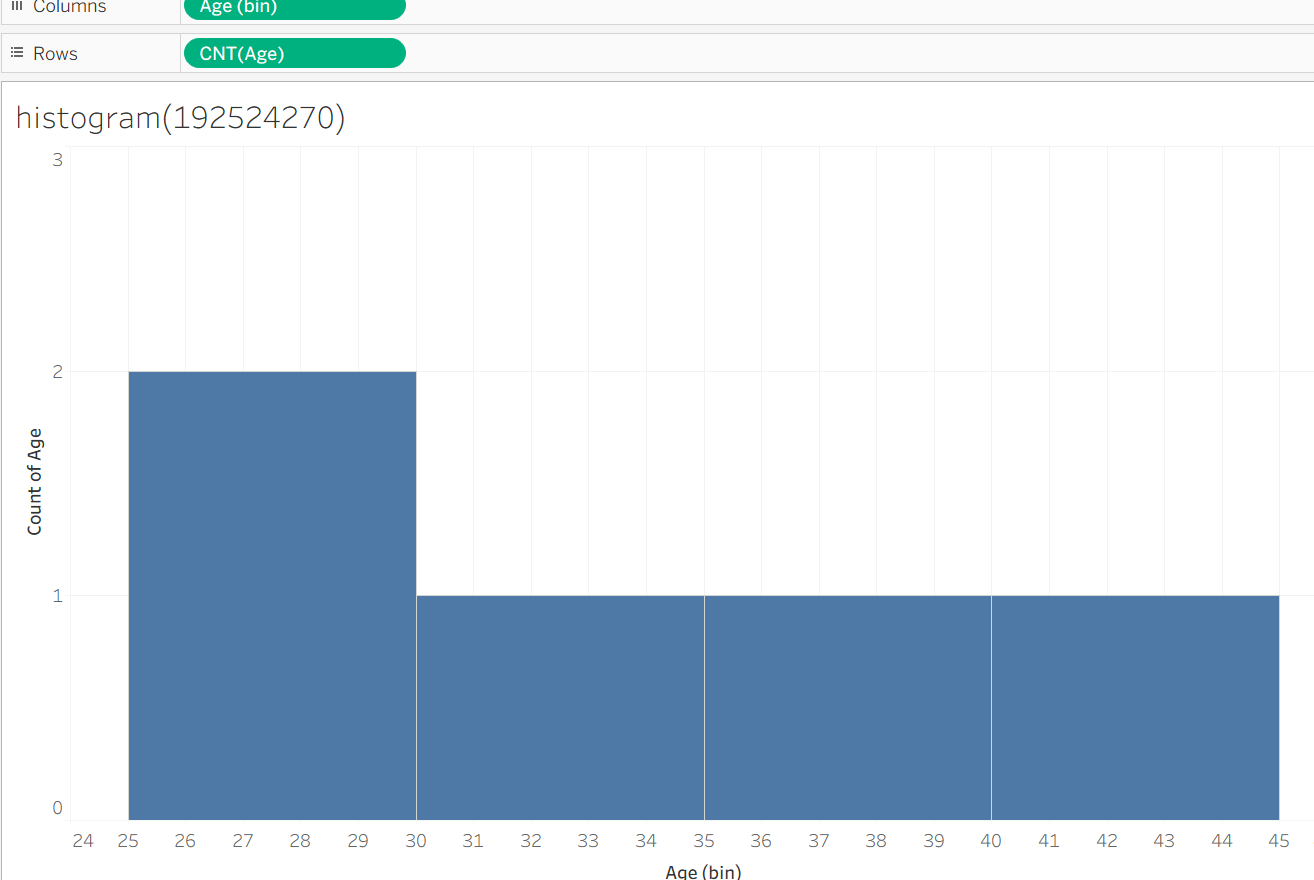 Columns
Age (bin)
Rows
CNT(Age)
histogram(192524270)
3
2
1
0
Count of Age
24 25 26 27 28 29 30 31 32 33 34 35 36 37 38 39 40 41 42 43 44 45
Age (bin)